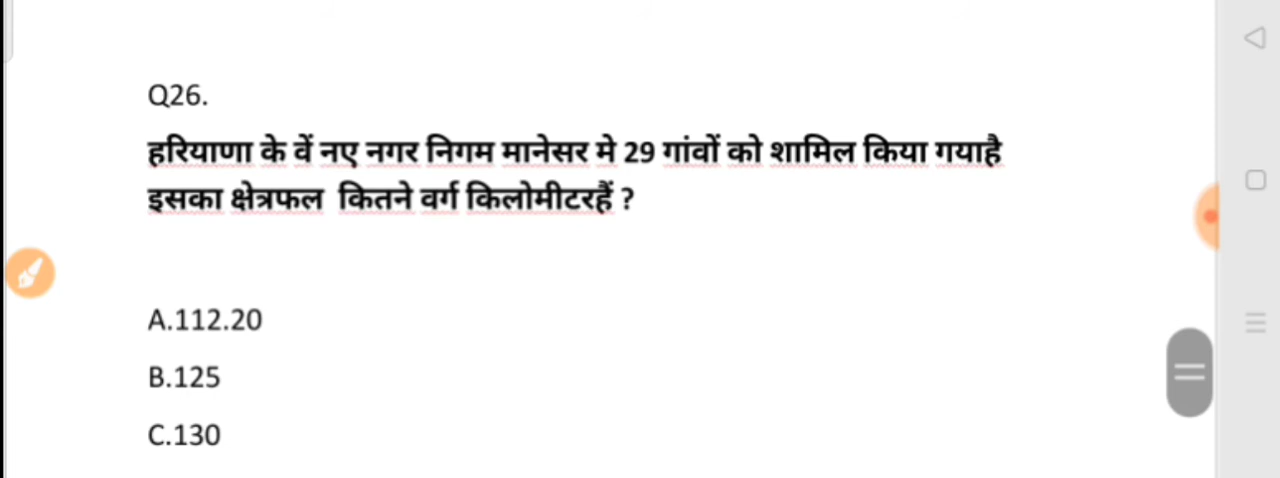 Q26.
हरियाणा के वें नए नगर निगम मानेसर मे 29 गांवों को शामिल किया गयाहै
इसका क्षेत्रफल कितने वर्ग किलोमीटरहैं ?
A.112.20
B.125
C.130